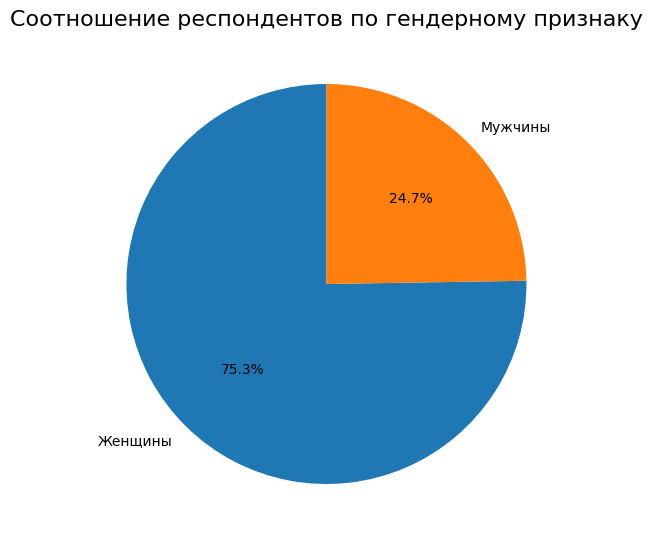 Соотношение респондентов по гендерному признаку
Мужчины
24.7%
75.3%
Женщины